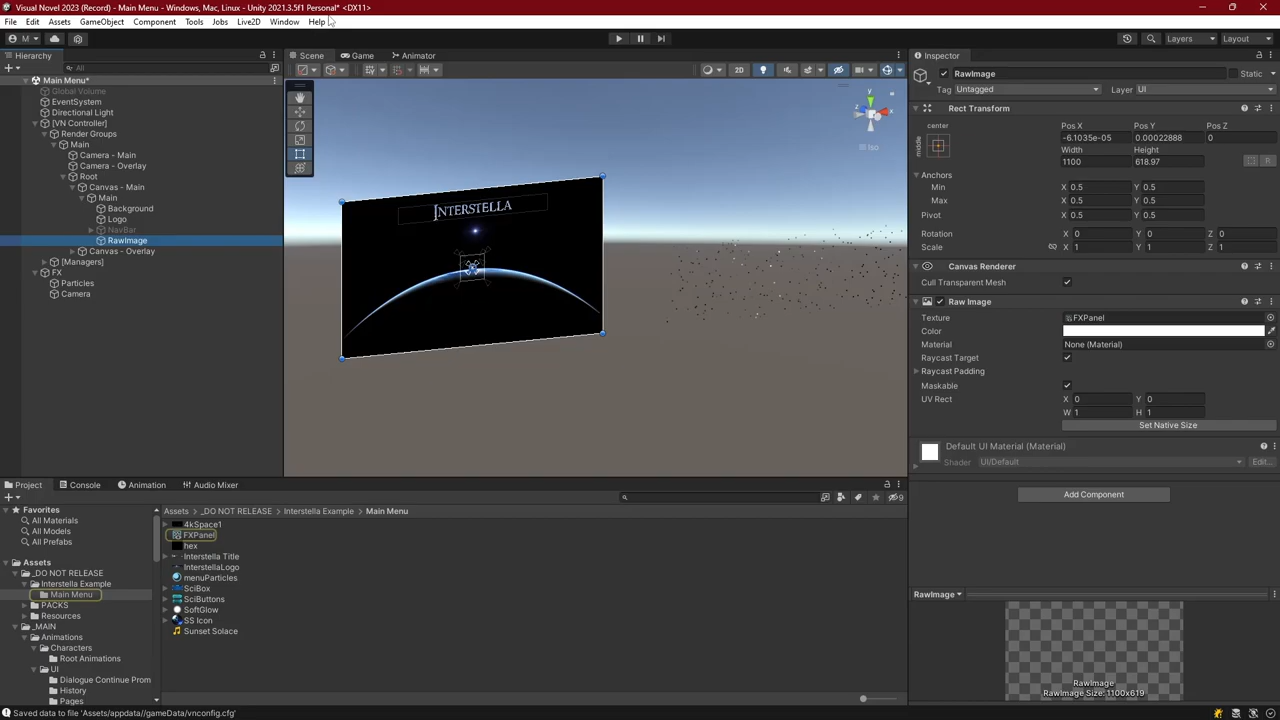 Visual Novel 2023 (Record) - Main Menu - Windows, Mac, Linux - Unity 2021.3.5f1 Personal* <DX11>
File Edit Assets GameObject Component Tools Jobs Live2D Window Help
M Layers Layout
Hierarchy
All
Main Menu*
Global Volume
EventSystem
Directional Light
[VN Controller]
Render Groups
Main
Camera - Main
Camera - Overlay
Root
Canvas - Main
Main
Background
Logo
NavBar
RawImage
Canvas - Overlay
[Managers]
FX
Particles
Camera
Scene Game Animator
2D
y
x
z
Iso
INTERSTELLA
Inspector
RawImage Static
Tag Untagged Layer UI
Rect Transform
center
middle
Pos X Pos Y Pos Z
-6.1035e-05 0.00022888 0
Width Height
1100 618.97
R
Anchors
Min X 0.5 Y 0.5
Max X 0.5 Y 0.5
Pivot X 0.5 Y 0.5
Rotation X 0 Y 0 Z 0
Scale X 1 Y 1 Z 1
Canvas Renderer
Cull Transparent Mesh
Raw Image
Texture FXPanel
Color
Material None (Material)
Raycast Target
Raycast Padding
Maskable
UV Rect X 0 Y 0
W 1 H 1
Set Native Size
Default UI Material (Material)
Shader UI/Default Edit...
Add Component
RawImage
RawImage
RawImage Size: 1100x619
Project Console Animation Audio Mixer
9
Favorites
All Materials
All Models
All Prefabs
Assets
_DO NOT RELEASE
Interstella Example
Main Menu
PACKS
Resources
_MAIN
Animations
Characters
Root Animations
UI
Dialogue Continue Prom
History
Pages
Assets > _DO NOT RELEASE > Interstella Example > Main Menu
4kSpace1
FXPanel
hex
Interstella Title
InterstellaLogo
menuParticles
SciBox
SciButtons
SoftGlow
SS Icon
Sunset Solace
Saved data to file 'Assets/appdata//gameData/vnconfig.cfg'